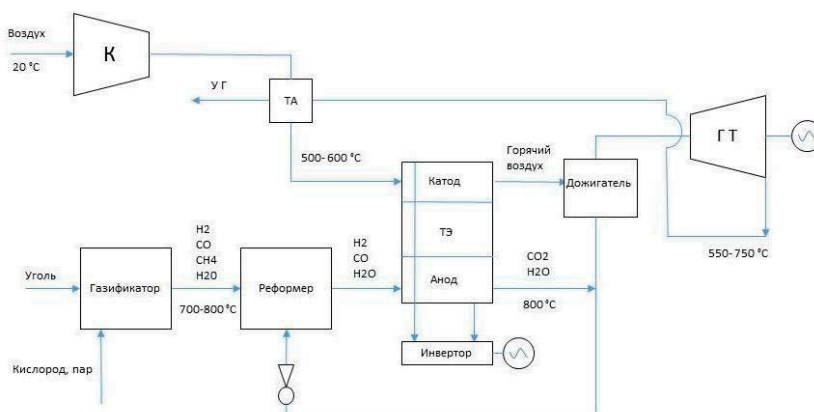 Воздух
20 °C
К
У Г
ТА
ГТ
500-600 °C
Горячий
воздух
Катод
Дожигатель
ТЭ
550-750 °C
H2
CO
CH4
H20
H2
CO
H2O
CO2
H2O
Уголь
Газификатор
Реформер
Анод
700-800 °C
800 °C
Инвертор
Кислород, пар